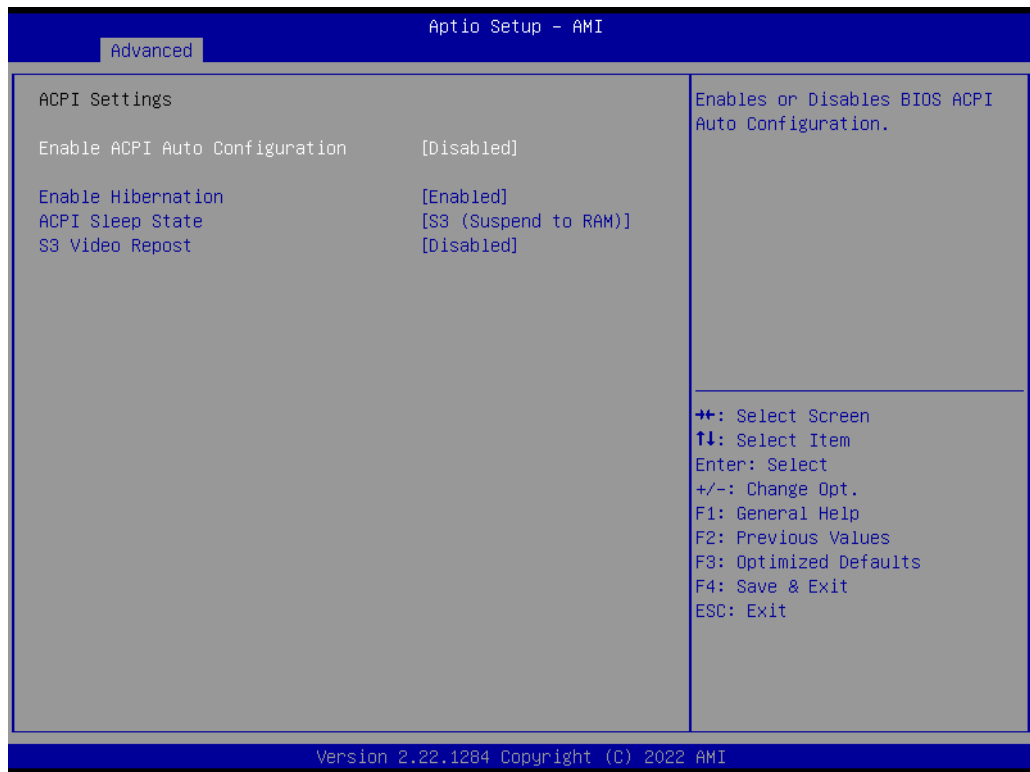 Aptio Setup – AMI
Advanced
ACPI Settings
Enable ACPI Auto Configuration [Disabled]
Enable Hibernation [Enabled]
ACPI Sleep State [S3 (Suspend to RAM)]
S3 Video Repost [Disabled]
Enables or Disables BIOS ACPI
Auto Configuration.
→←: Select Screen
↑↓: Select Item
Enter: Select
+/-: Change Opt.
F1: General Help
F2: Previous Values
F3: Optimized Defaults
F4: Save & Exit
ESC: Exit
Version 2.22.1284 Copyright (C) 2022 AMI